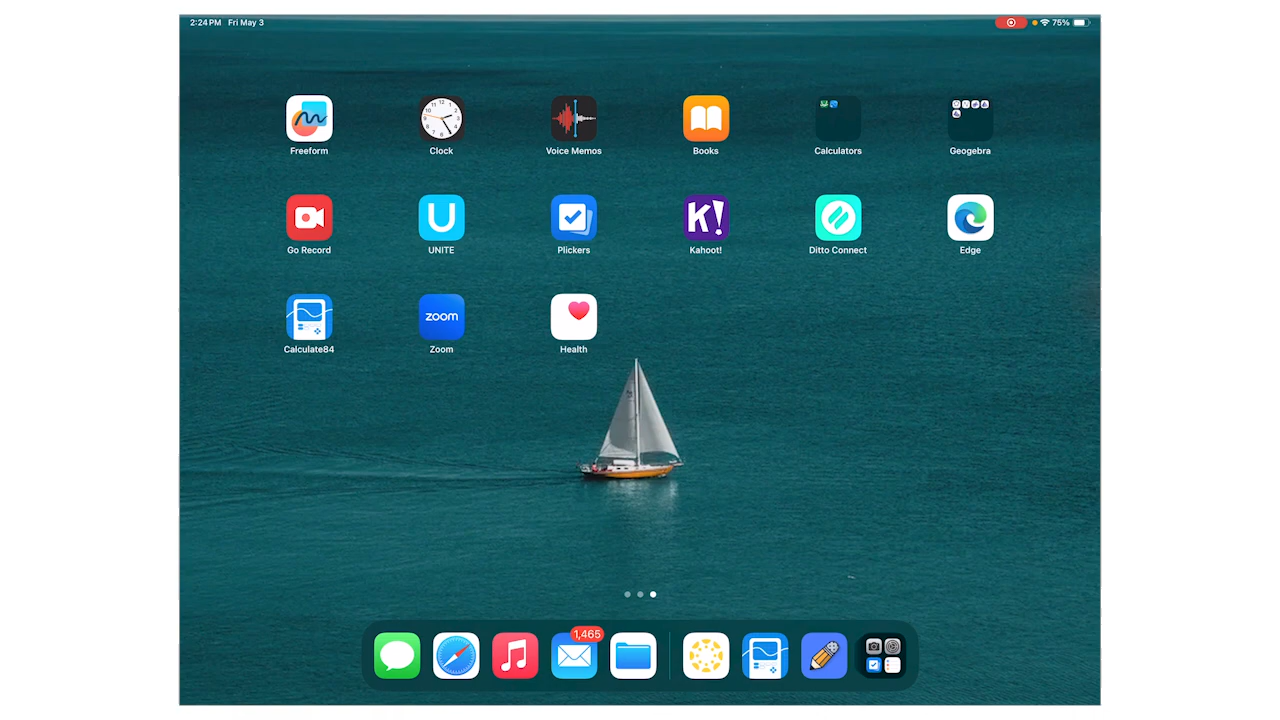 2:24 PM Fri May 3
75%
Freeform
Clock
Voice Memos
Books
Calculators
Geogebra
K!
Go Record
UNITE
Plickers
Kahoot!
Ditto Connect
Edge
zoom
Calculate84
Zoom
Health
1,465